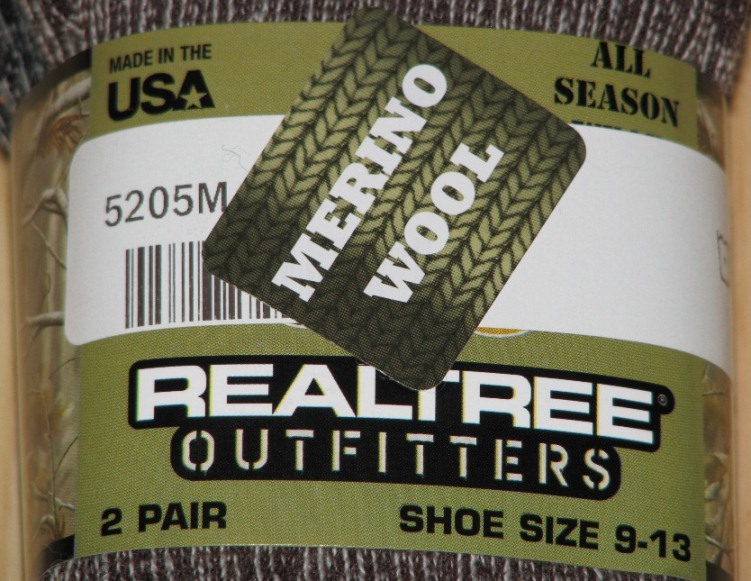 MADE IN THE
USA
ALL
SEASON
MERINO
WOOL
5205M
REALTREE®
OUTFITTERS
2 PAIR
SHOE SIZE 9-13